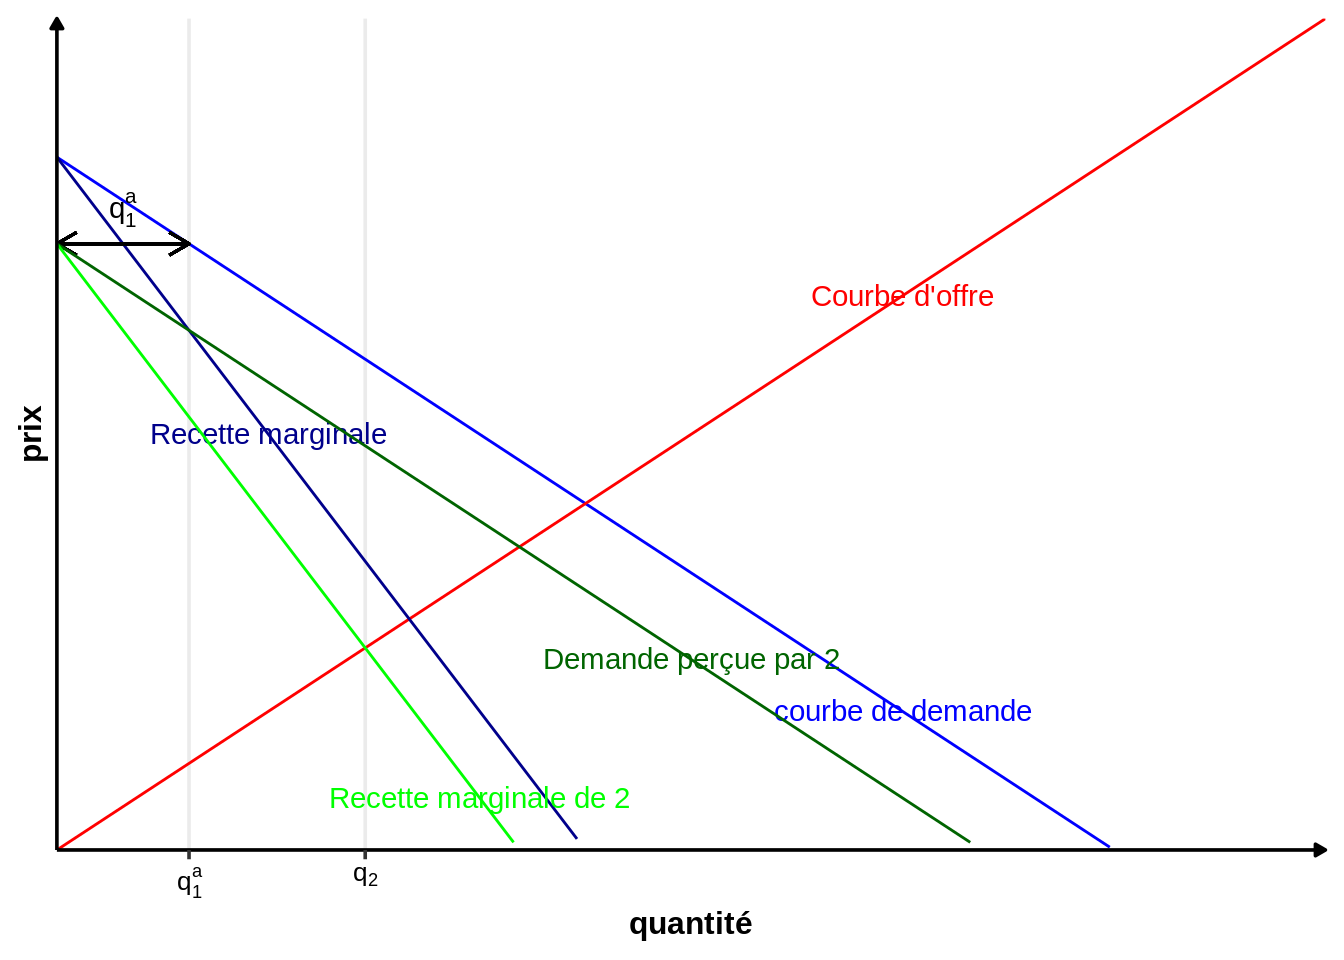 q₁ᵃ
Courbe d'offre
Recette marginale
prix
Demande perçue par 2
courbe de demande
Recette marginale de 2
q₁ᵃ q₂
quantité